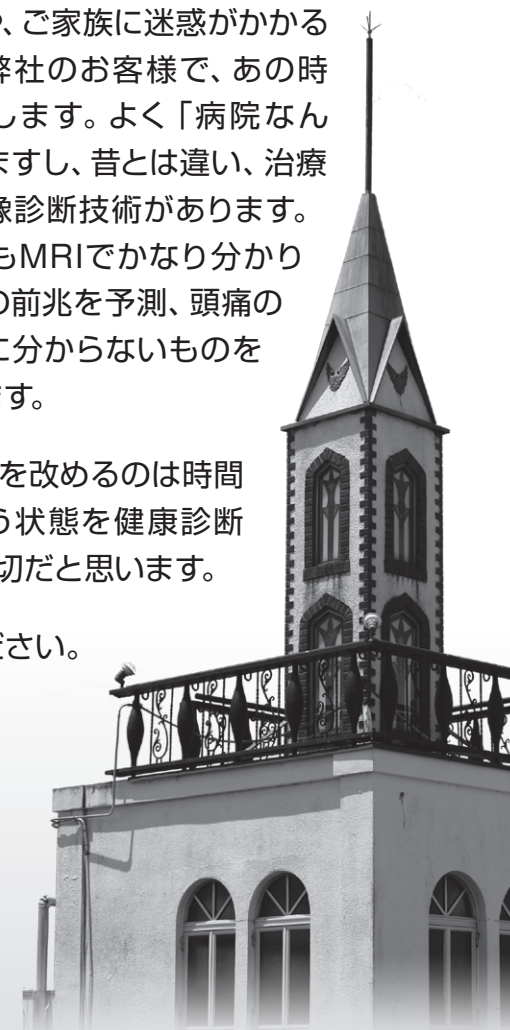 、ご家族に迷惑がかかる
弊社のお客様で、あの時
します。よく「病院なん
ますし、昔とは違い、治療
像診断技術があります。
もMRIでかなり分かり
の前兆を予測、頭痛の
に分からないものを
ます。
を改めるのは時間
う状態を健康診断
切だと思います。
ださい。